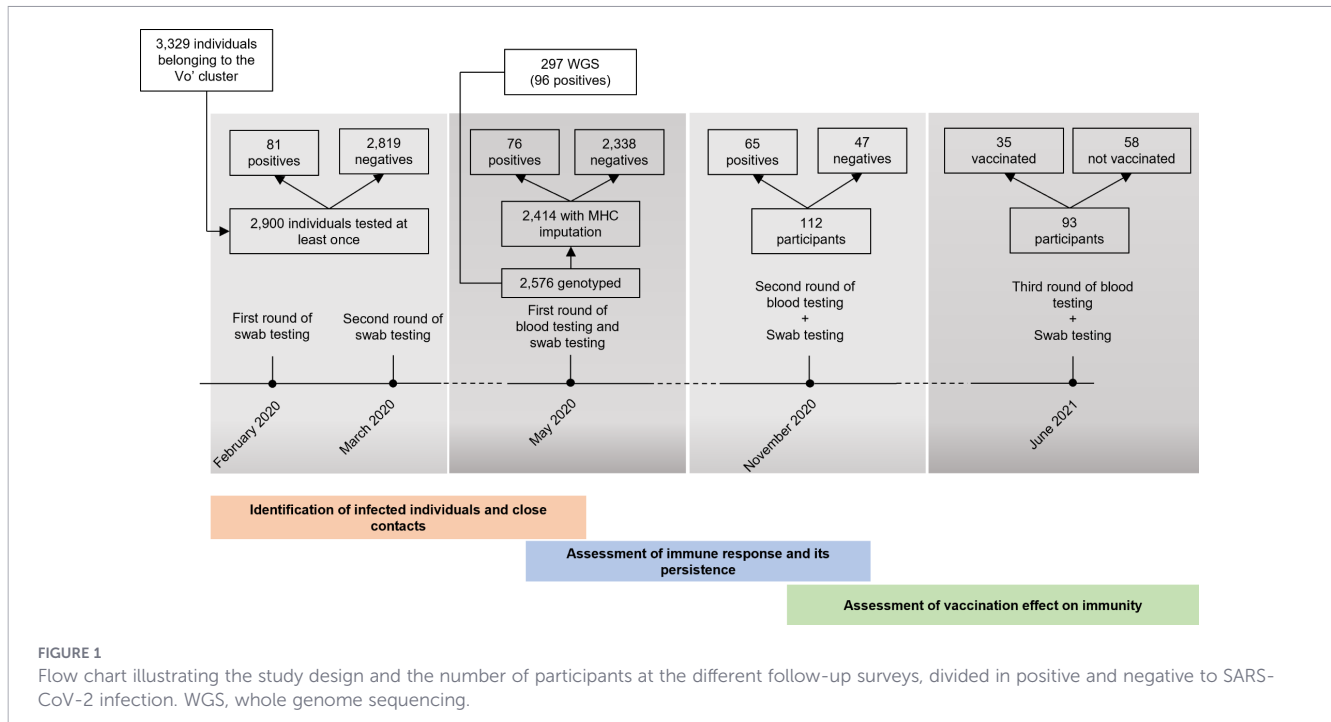 3,329 individuals
belonging to the
Vo' cluster
297 WGS
(96 positives)
81
positives
2,819
negatives
2,900 individuals tested at
least once
76
positives
2,338
negatives
2,414 with MHC
imputation
2,576 genotyped
65
positives
47
negatives
112
participants
35
vaccinated
58
not vaccinated
93
participants
First round of
swab testing
Second round of
swab testing
First round of
blood testing and
swab testing
Second round of
blood testing
+
Swab testing
Third round of blood
testing
+
Swab testing
February 2020
March 2020
May 2020
November 2020
June 2021
Identification of infected individuals and close
contacts
Assessment of immune response and its
persistence
Assessment of vaccination effect on immunity
FIGURE 1
Flow chart illustrating the study design and the number of participants at the different follow-up surveys, divided in positive and negative to SARS-
CoV-2 infection. WGS, whole genome sequencing.